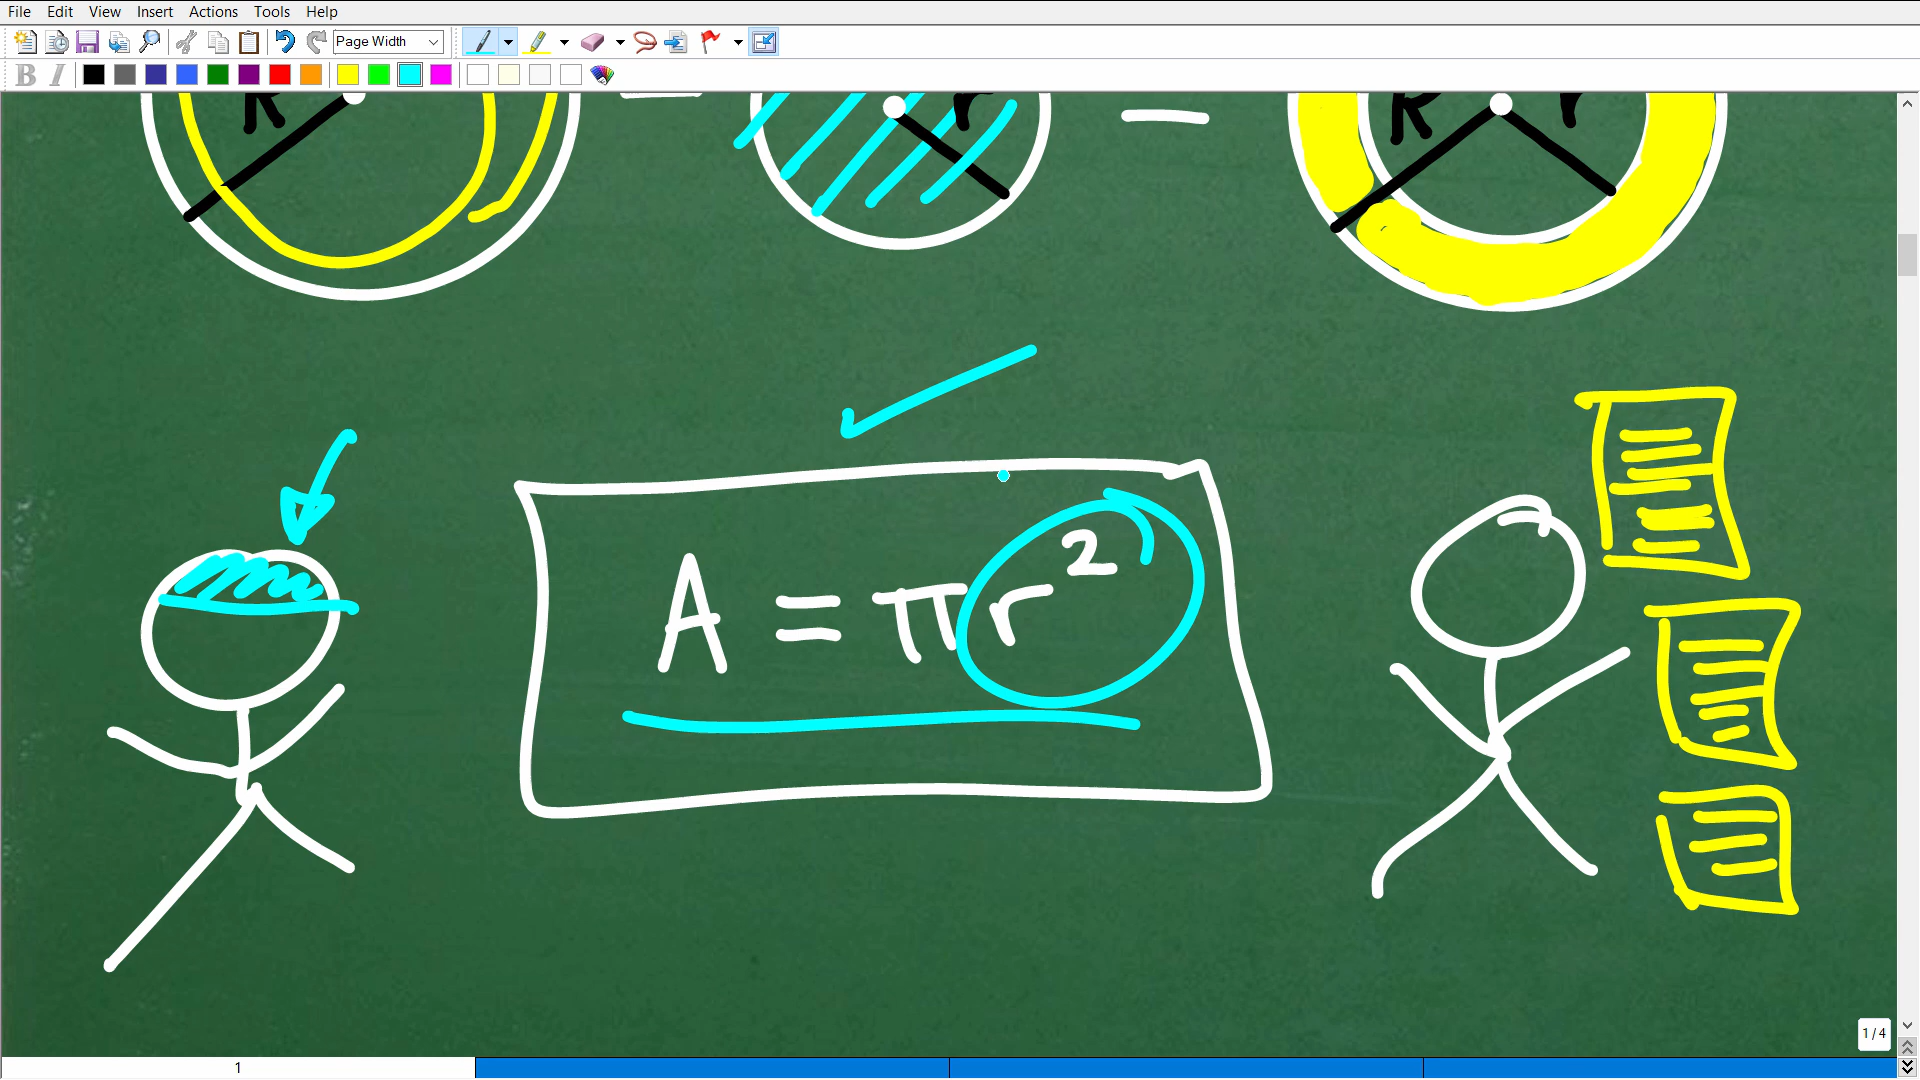 File Edit View Insert Actions Tools Help
Page Width
B I
R r R r
A = πr²
1 / 4
1